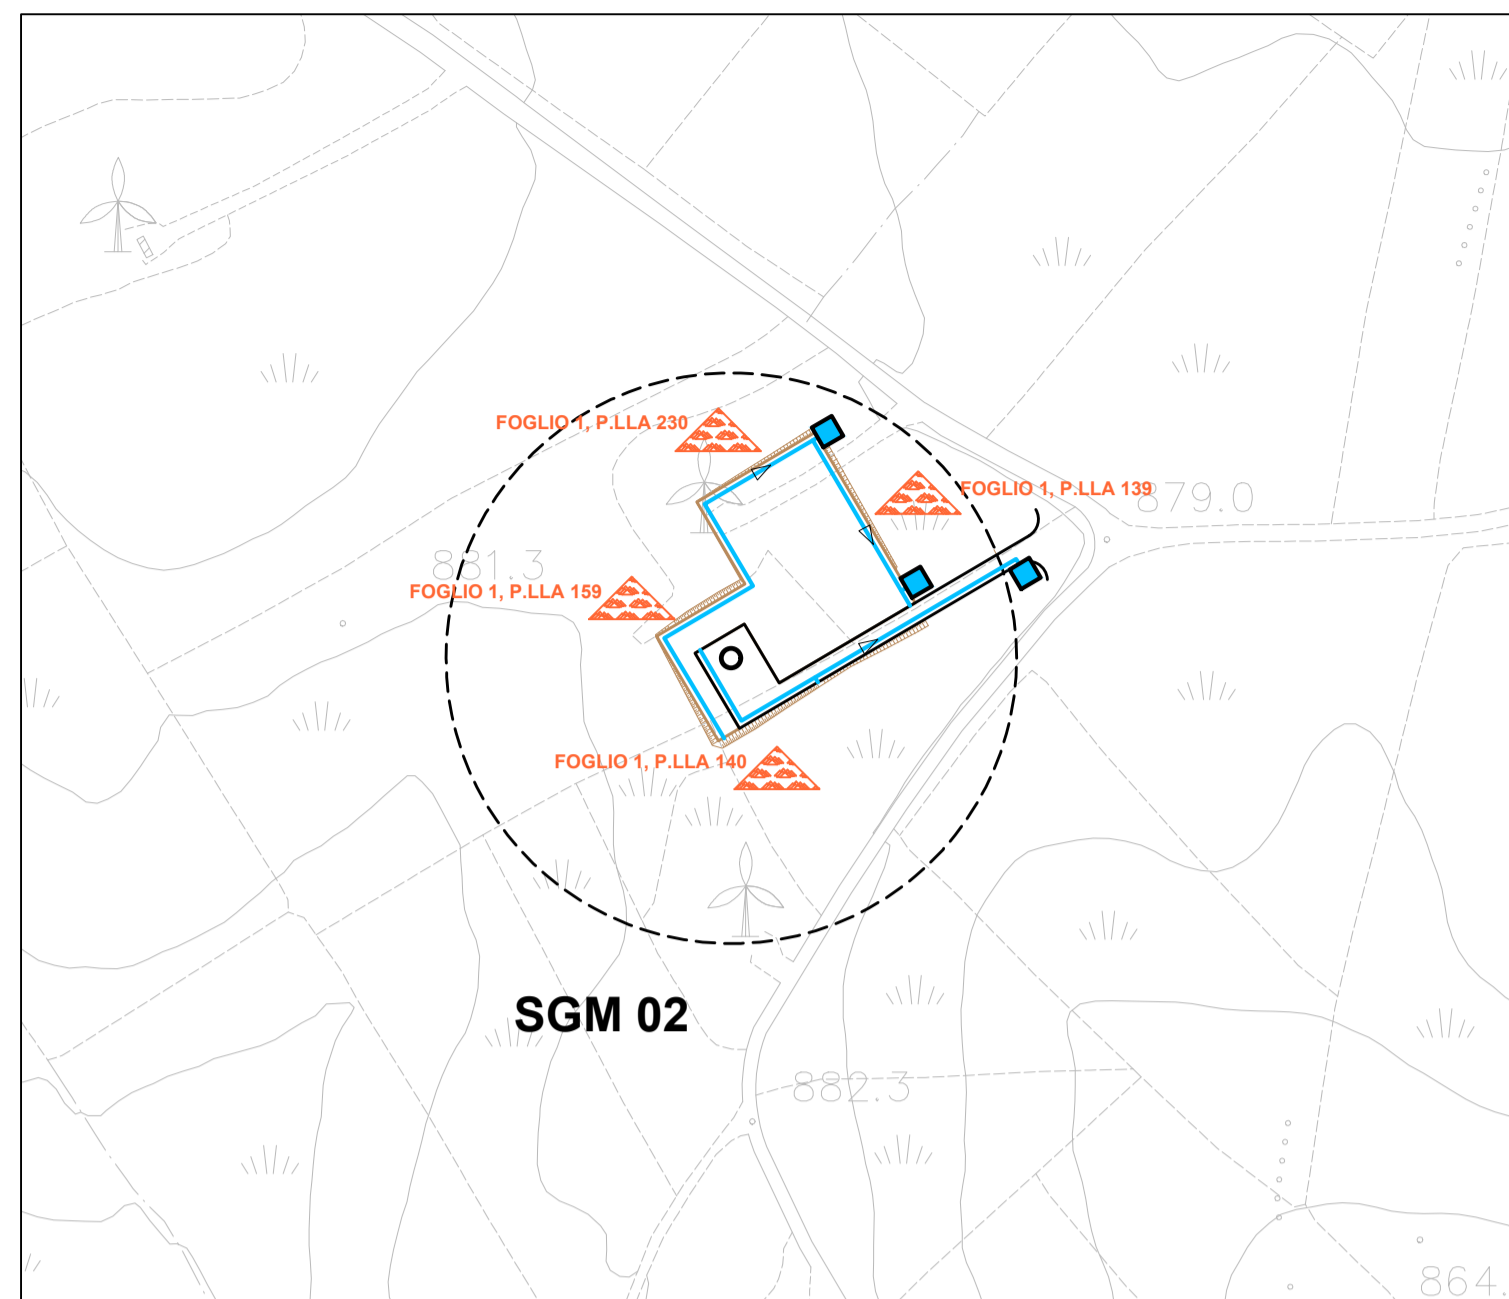 FOGLIO 1, P.LLA 230
FOGLIO 1, P.LLA 139
879.0
881.3
FOGLIO 1, P.LLA 159
FOGLIO 1, P.LLA 140
SGM 02
882.3
864.